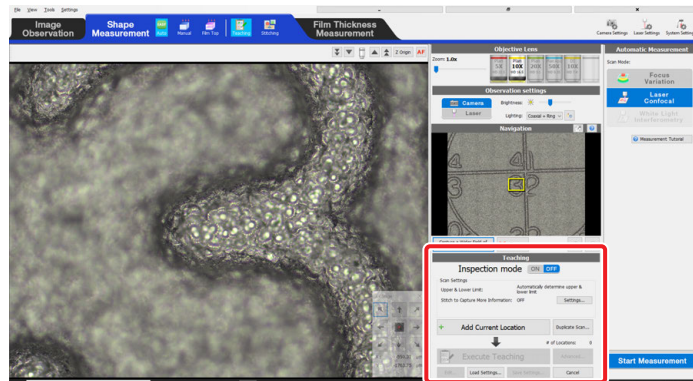 File View Tools Settings
Image
Observation
Shape
Measurement
Auto
Manual
Film Top
Teaching
Stitching
Film Thickness
Measurement
Camera Settings
Laser Settings
System Settings
Z Origin
AF
Objective Lens
Zoom: 1.0x
5X
10X
20X
50X
Observation settings
Camera
Laser
Brightness:
Lighting:
Coaxial + Ring
Navigation
4
41
3
32
Teaching
Inspection mode
ON
OFF
Scan Settings
Upper & Lower Limit:
Automatically determine upper &
lower limit
Stitch to Capture More Information:
OFF
Settings...
Add Current Location
Duplicate Scan...
# of Locations:
Execute Teaching
Advanced...
Edit...
Load Settings...
Save Settings...
Cancel
Automatic Measurement
Scan Mode:
Focus
Variation
Laser
Confocal
White Light
Interferometry
Measurement Tutorial
Start Measurement